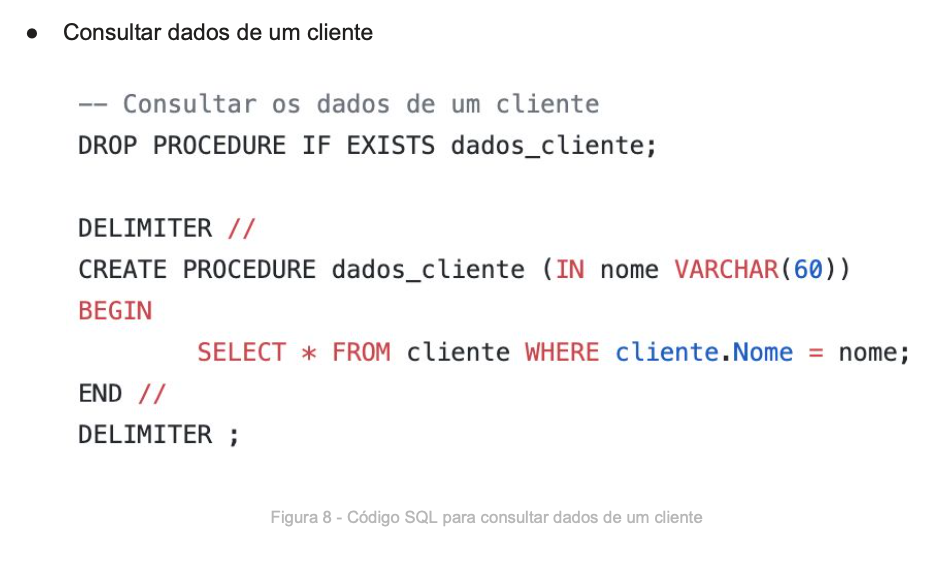 ● Consultar dados de um cliente
-- Consultar os dados de um cliente
DROP PROCEDURE IF EXISTS dados_cliente;
DELIMITER //
CREATE PROCEDURE dados_cliente (IN nome VARCHAR(60))
BEGIN
SELECT * FROM cliente WHERE cliente.Nome = nome;
END //
DELIMITER ;
Figura 8 - Código SQL para consultar dados de um cliente